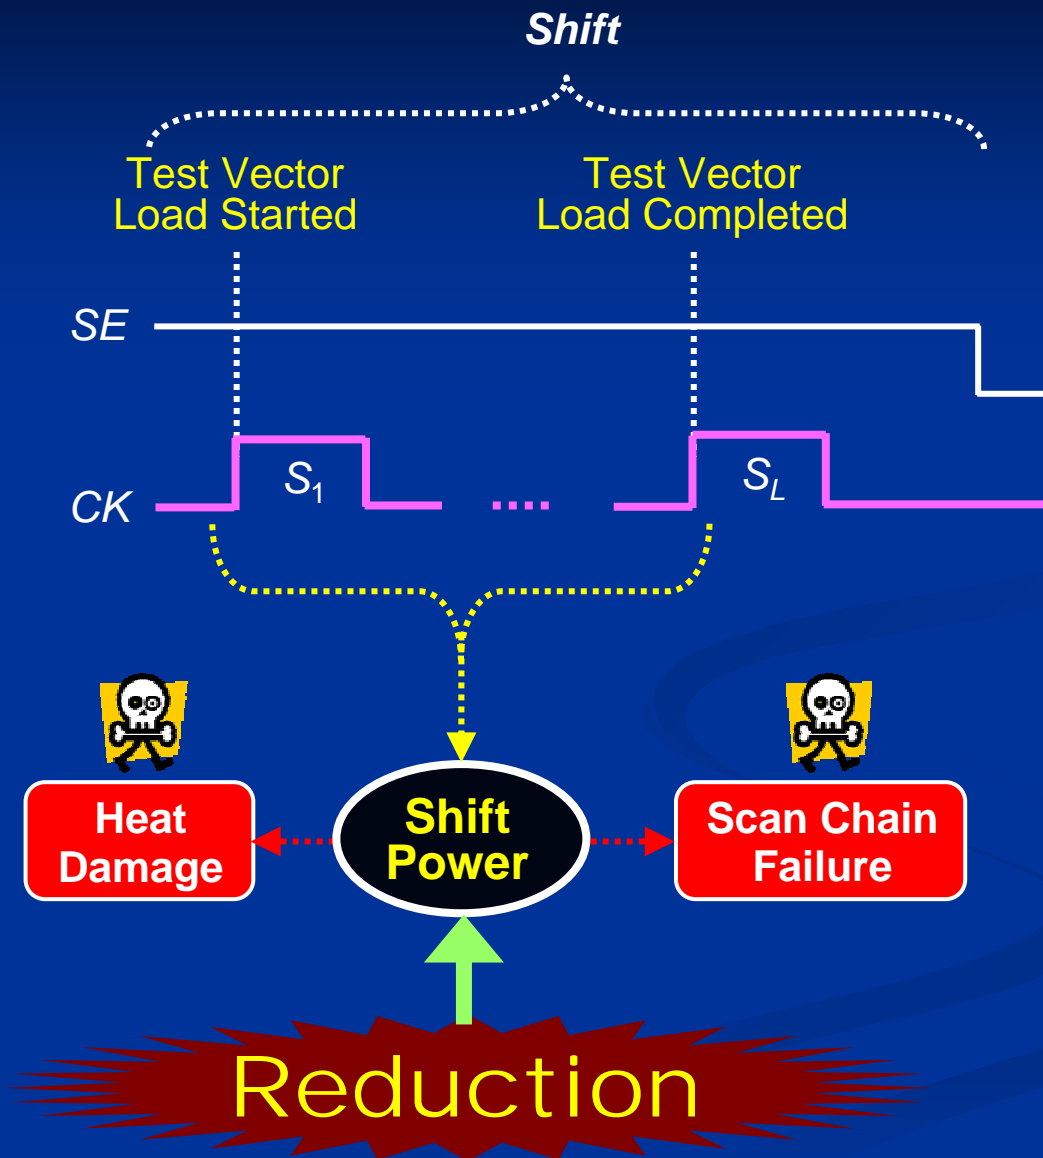 Shift
Test Vector
Load Started
Test Vector
Load Completed
SE
CK
S1
SL
Heat
Damage
Shift
Power
Scan Chain
Failure
Reduction